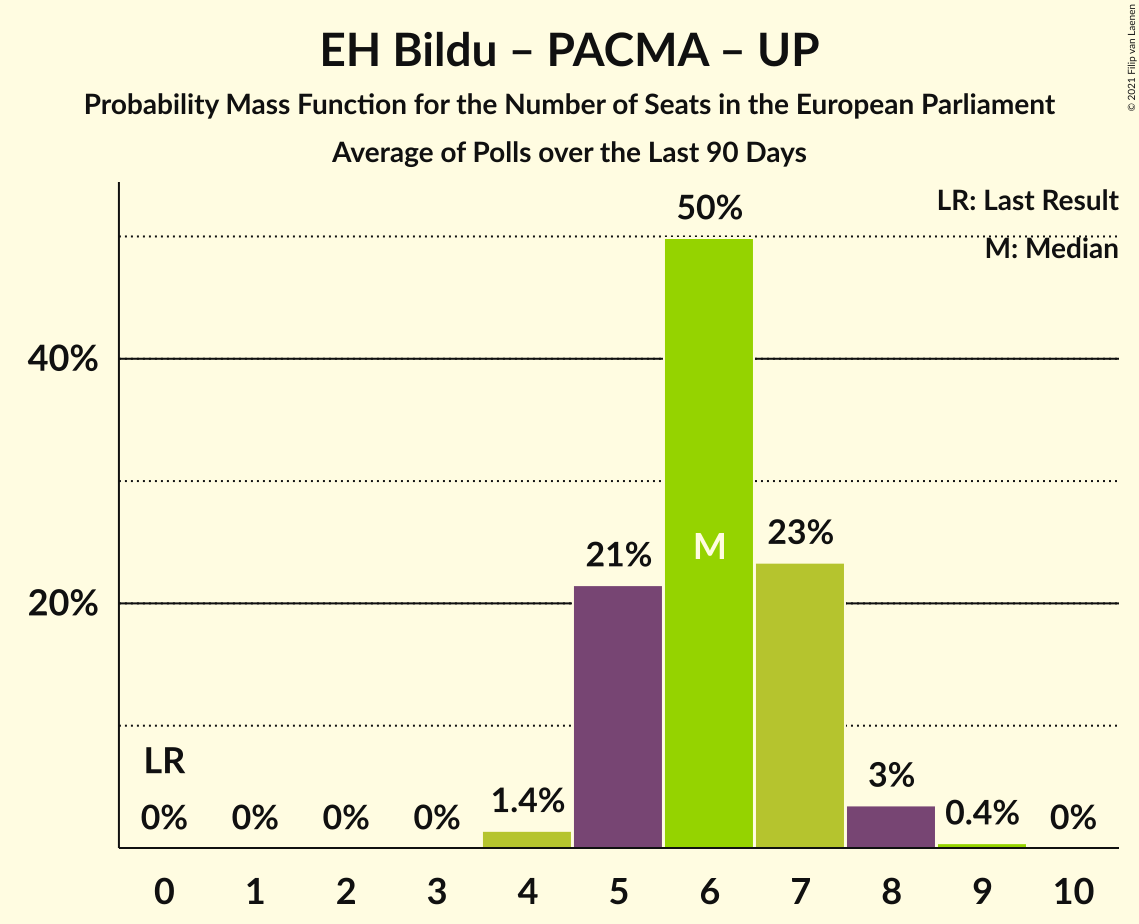 EH Bildu – PACMA – UP
Probability Mass Function for the Number of Seats in the European Parliament
Average of Polls over the Last 90 Days
© 2021 Filip van Laenen
LR: Last Result
M: Median
50%
40%
23%
21%
M
20%
LR
3%
1.4%
0.4%
0% 0% 0% 0% 0%
0 1 2 3 4 5 6 7 8 9 10